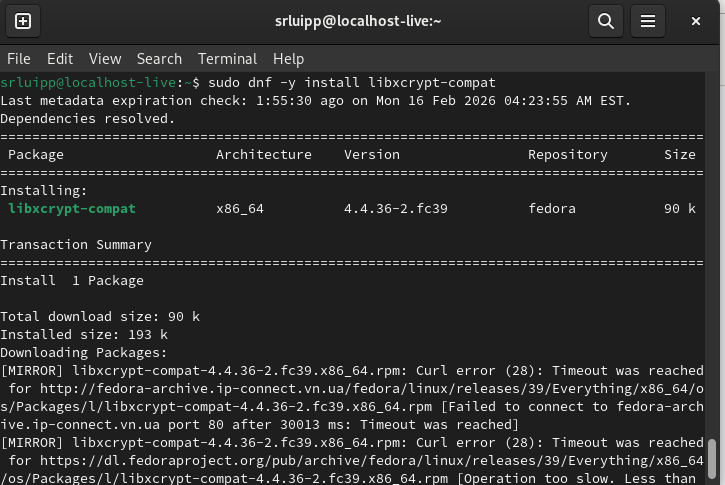 srluipp@localhost-live:~
File Edit View Search Terminal Help
srluipp@localhost-live:~$ sudo dnf -y install libxcrypt-compat
Last metadata expiration check: 1:55:30 ago on Mon 16 Feb 2026 04:23:55 AM EST.
Dependencies resolved.
========================================================================================
Package Architecture Version Repository Size
========================================================================================
Installing:
libxcrypt-compat x86_64 4.4.36-2.fc39 fedora 90 k
Transaction Summary
========================================================================================
Install 1 Package
Total download size: 90 k
Installed size: 193 k
Downloading Packages:
[MIRROR] libxcrypt-compat-4.4.36-2.fc39.x86_64.rpm: Curl error (28): Timeout was reached
for http://fedora-archive.ip-connect.vn.ua/fedora/linux/releases/39/Everything/x86_64/o
s/Packages/l/libxcrypt-compat-4.4.36-2.fc39.x86_64.rpm [Failed to connect to fedora-arch
ive.ip-connect.vn.ua port 80 after 30013 ms: Timeout was reached]
[MIRROR] libxcrypt-compat-4.4.36-2.fc39.x86_64.rpm: Curl error (28): Timeout was reached
for https://dl.fedoraproject.org/pub/archive/fedora/linux/releases/39/Everything/x86_64
/os/Packages/l/libxcrypt-compat-4.4.36-2.fc39.x86_64.rpm [Operation too slow. Less than